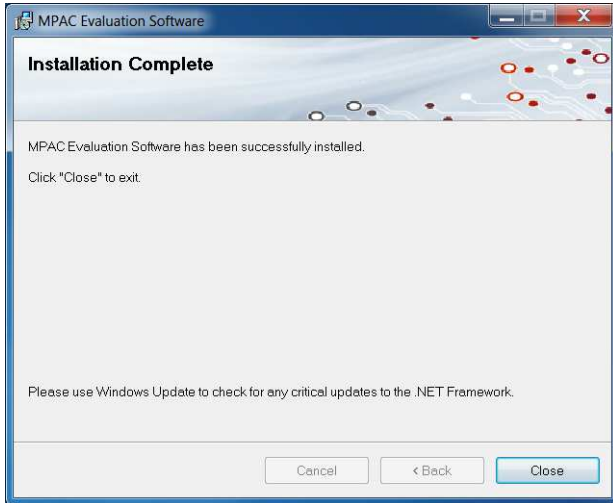 MPAC Evaluation Software
Installation Complete
MPAC Evaluation Software has been successfully installed.
Click "Close" to exit.
Please use Windows Update to check for any critical updates to the .NET Framework.
Cancel
< Back
Close